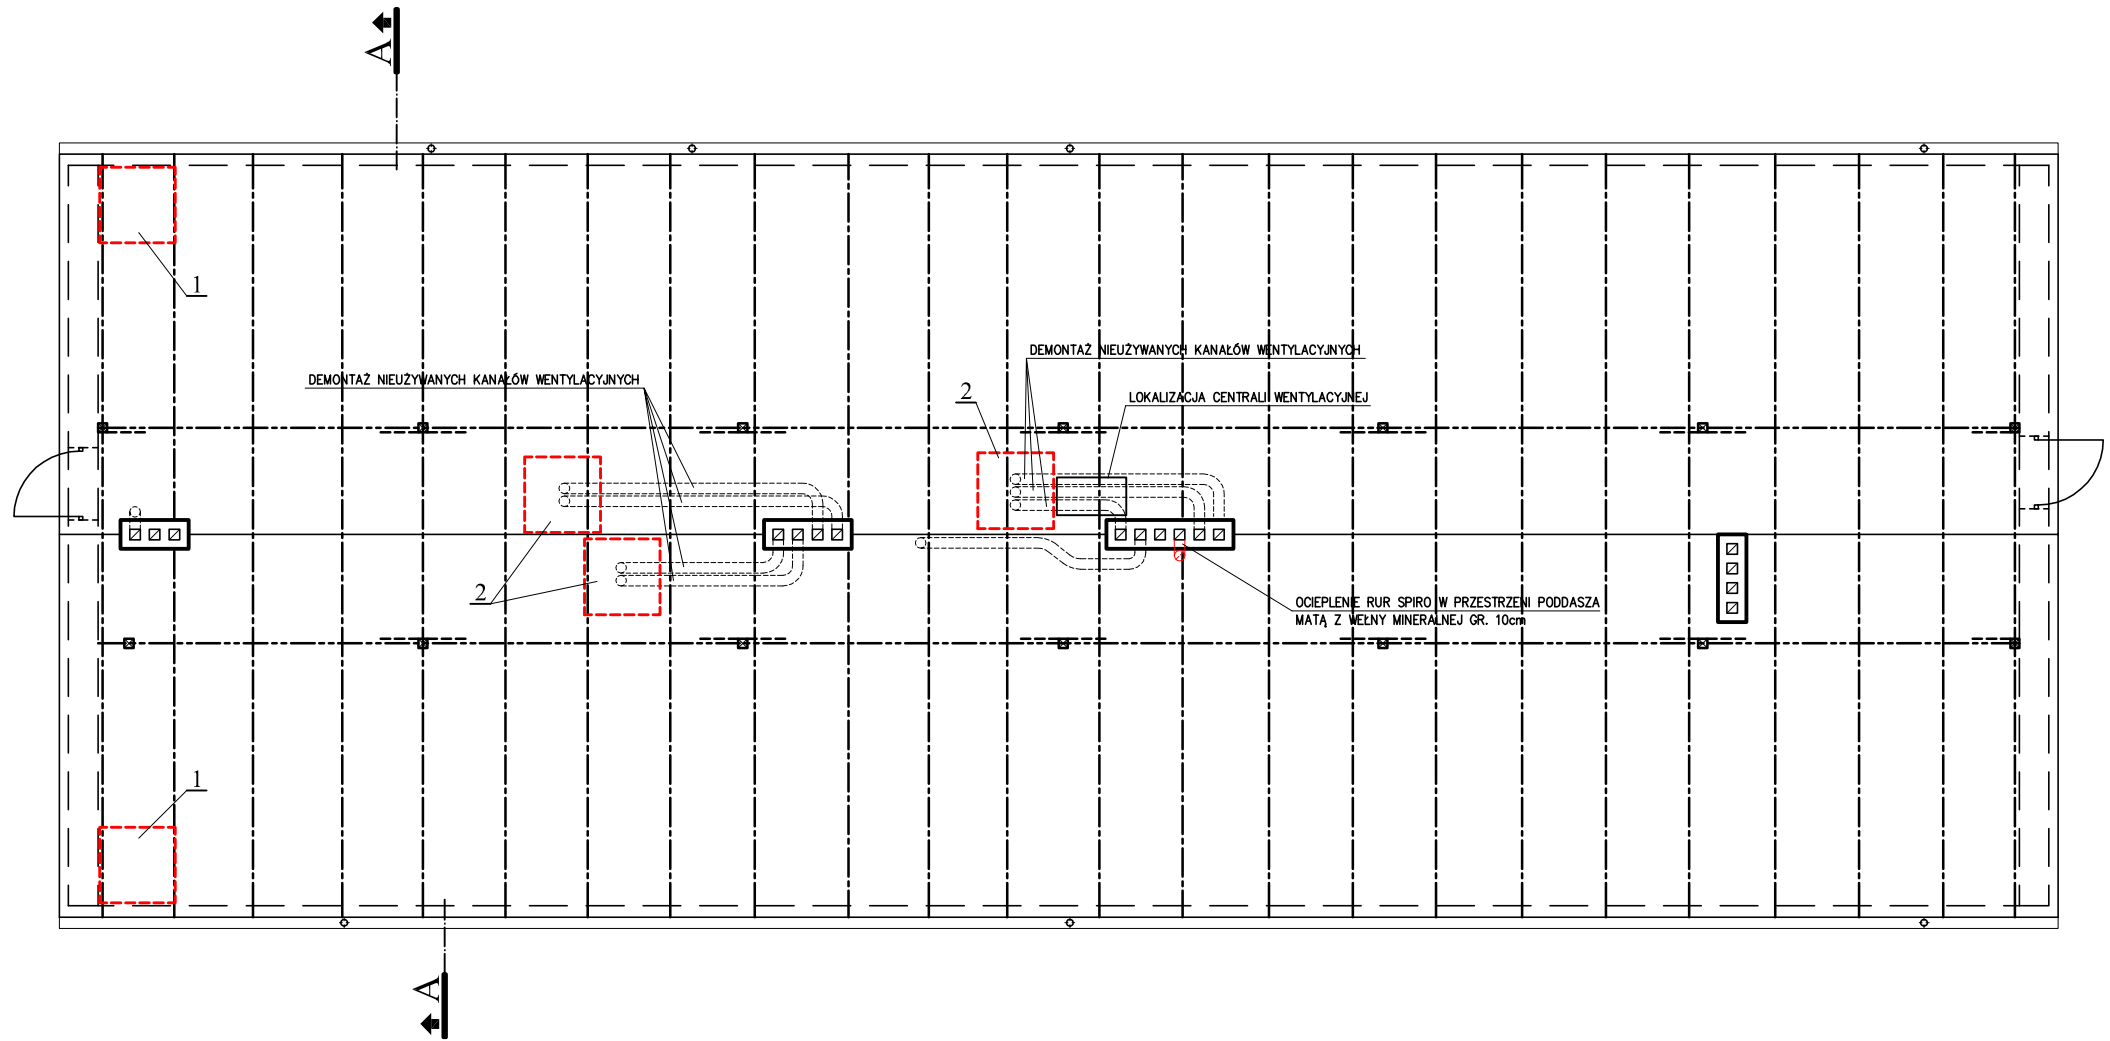 A
1
DEMONTAŻ NIEUŻYWANYCH KANAŁÓW WENTYLACYJNYCH
DEMONTAŻ NIEUŻYWANYCH KANAŁÓW WENTYLACYJNYCH
2
LOKALIZACJA CENTRALI WENTYLACYJNEJ
2
OCIEPLENIE RUR SPIRO W PRZESTRZENI PODDASZA
MATĄ Z WEŁNY MINERALNEJ GR. 10cm
1
A